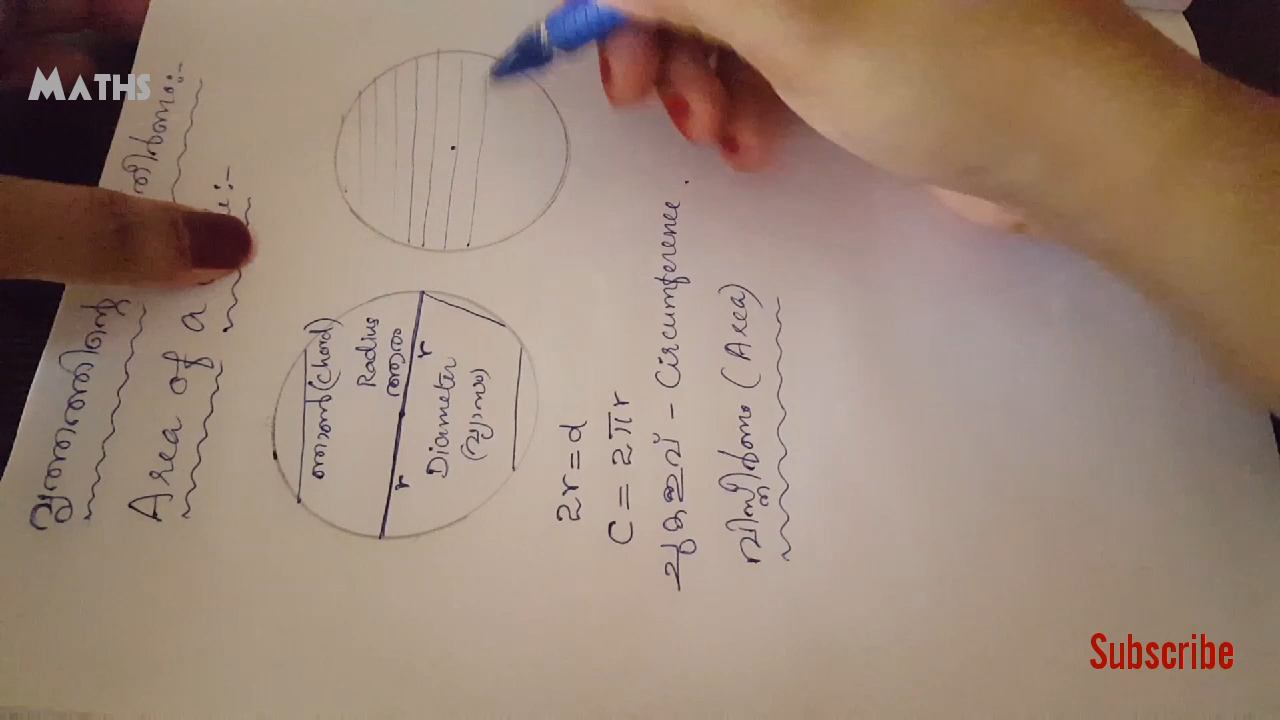 MATHS
വൃത്തത്തിന്റെ
Area of a
ഞാൺ (Chord)
Radius
ആരം
r
r
Diameter
(വ്യാസം)
2r = d
C = 2πr
ചുറ്റളവ് - Circumference.
വിസ്തീർണം (Area)
Subscribe